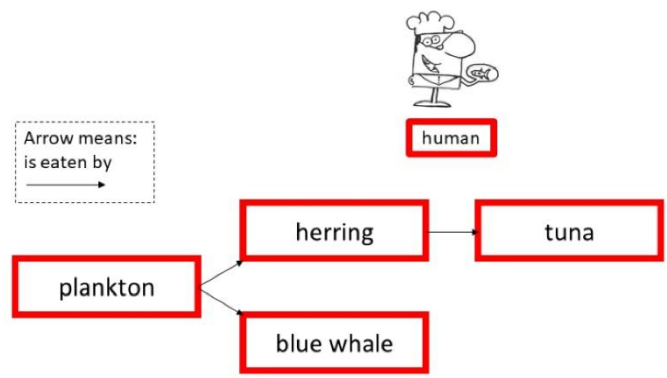 human
Arrow means:
is eaten by
herring
tuna
plankton
blue whale